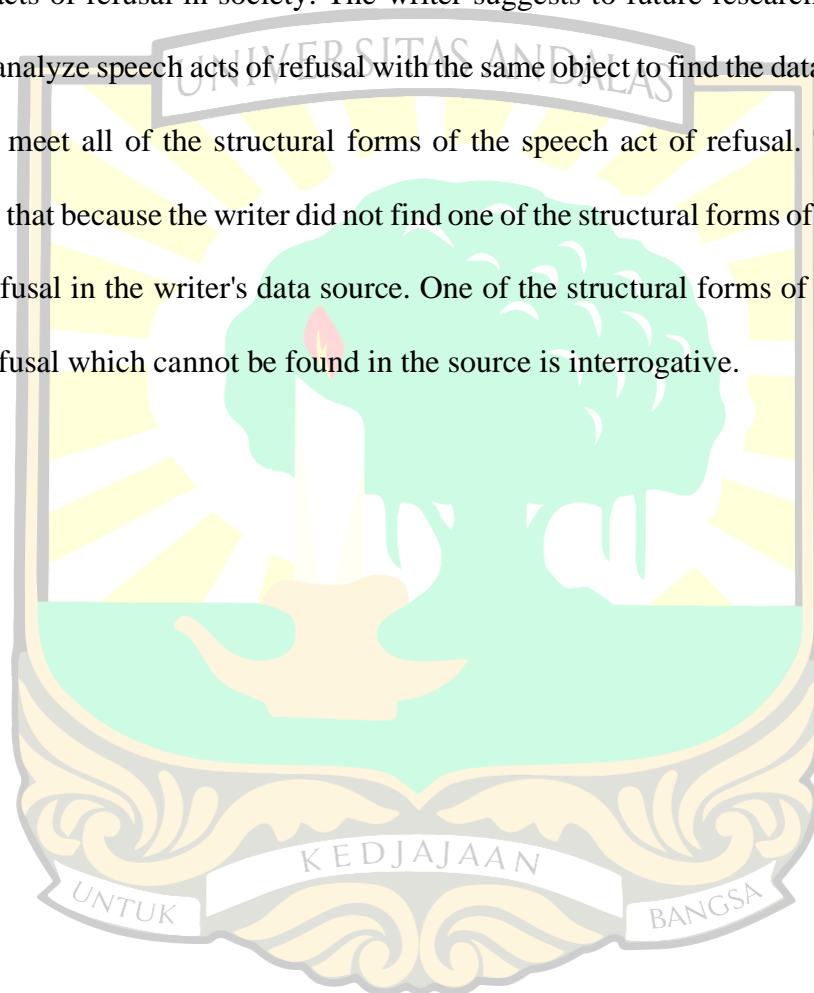 acts of refusal in society. The writer suggests to future research
analyze speech acts of refusal with the same object to find the data
UNIVERSITAS ANDALAS
meet all of the structural forms of the speech act of refusal.
that because the writer did not find one of the structural forms of
fusal in the writer's data source. One of the structural forms of
fusal which cannot be found in the source is interrogative.
KEDJAJAAN
UNTUK
BANGSA